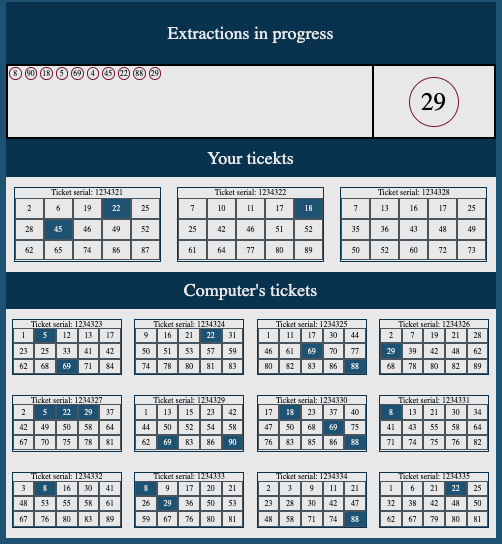 Extractions in progress
8 90 18 5 69 4 45 22 88 29
29
Your ticekts
Ticket serial: 1234321
2 6 19 22 25
28 45 46 49 52
62 65 74 86 87
Ticket serial: 1234322
7 10 11 17 18
25 42 46 51 52
61 64 77 80 89
Ticket serial: 1234328
7 13 16 17 25
35 36 43 48 49
50 52 60 72 73
Computer's tickets
Ticket serial: 1234323
1 5 12 13 17
23 25 33 41 42
62 68 69 71 84
Ticket serial: 1234324
9 16 21 22 31
50 51 53 57 59
74 78 80 81 83
Ticket serial: 1234325
1 11 17 30 44
46 61 69 70 77
80 82 83 86 88
Ticket serial: 1234326
2 7 19 21 28
29 39 42 48 62
68 78 82 89 89
Ticket serial: 1234327
2 5 22 29 37
42 49 50 58 64
67 70 75 78 81
Ticket serial: 1234329
1 13 15 23 42
44 50 52 54 58
62 69 83 86 90
Ticket serial: 1234330
17 18 23 37 40
47 50 68 69 75
76 83 85 86 88
Ticket serial: 1234331
8 13 21 30 34
41 43 55 58 64
71 74 75 76 82
Ticket serial: 1234332
3 8 16 30 41
48 53 55 58 61
67 76 80 83 89
Ticket serial: 1234333
8 9 17 20 21
26 29 36 50 53
59 67 76 80 81
Ticket serial: 1234334
2 3 9 11 21
23 28 30 42 47
48 58 71 74 88
Ticket serial: 1234335
1 6 21 22 25
32 38 42 48 50
62 67 79 80 81